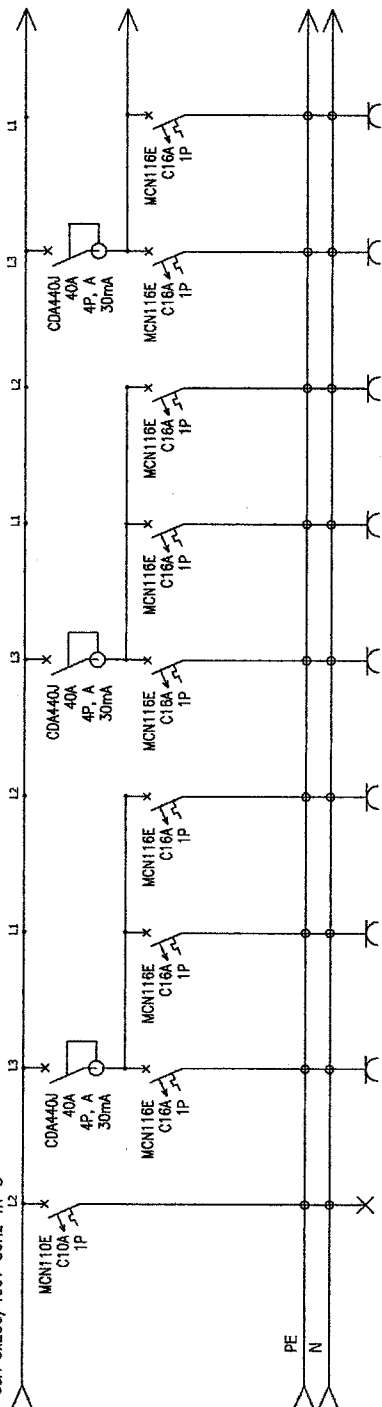 L2
L3
L1
L2
L3
L1
L2
L3
L1
MCN110E
C10A
1P
CDA440J
40A
4P, A
30mA
MCN116E
C16A
1P
MCN116E
C16A
1P
MCN116E
C16A
1P
CDA440J
40A
4P, A
30mA
MCN116E
C16A
1P
MCN116E
C16A
1P
MCN116E
C16A
1P
CDA440J
40A
4P, A
30mA
MCN116E
C16A
1P
MCN116E
C16A
1P
PE
N